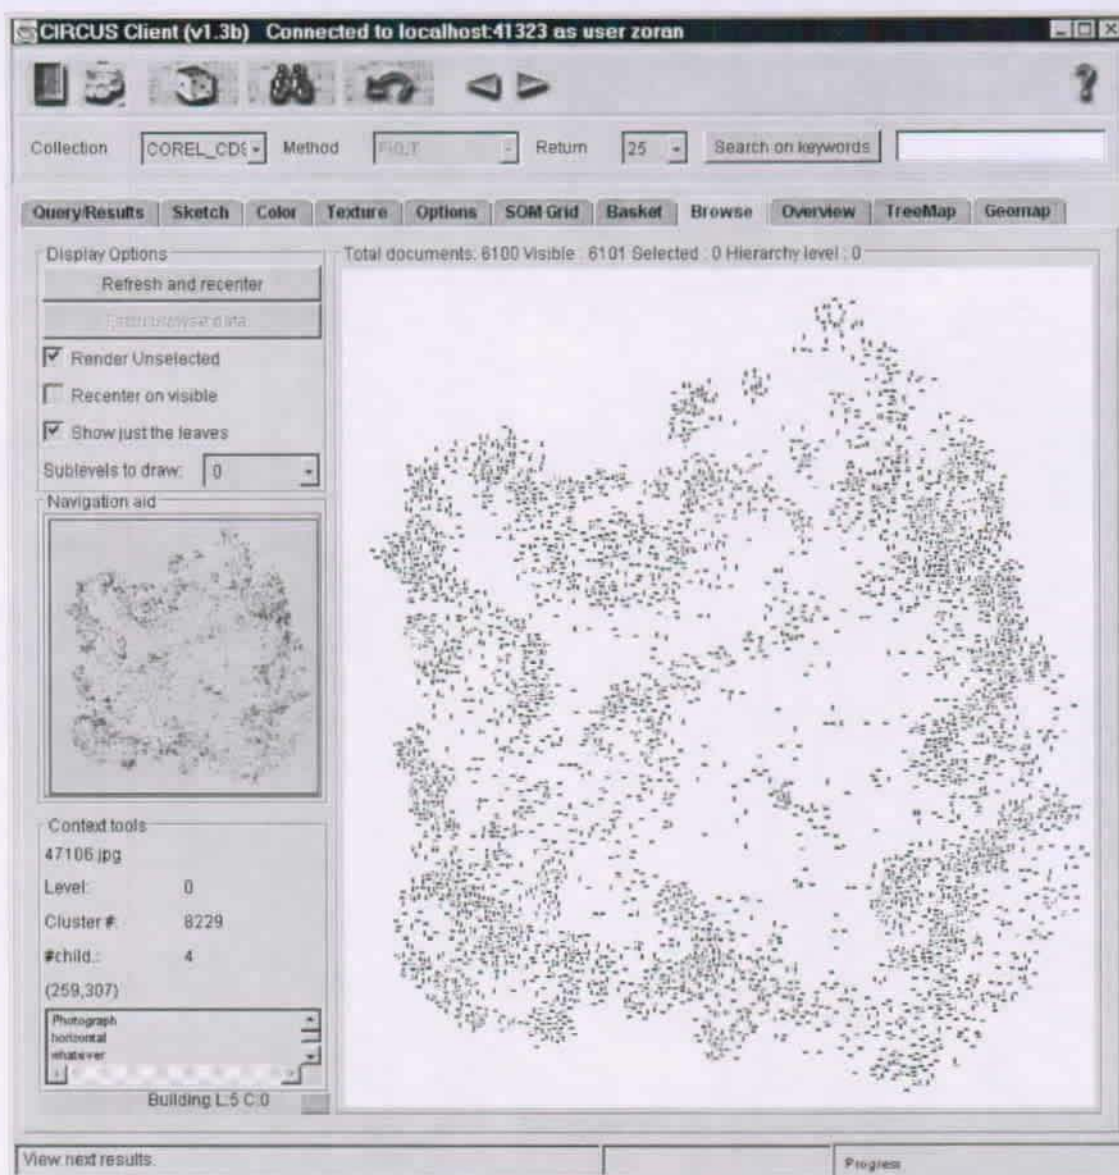 CIRCUS Client (v1.3b) Connected to localhost:41323 as user zoran
?
Collection COREL_CD Method Return 25 Search on keywords
Query/Results Sketch Color Texture Options SOM Grid Basket Browse Overview TreeMap Geomap
Display Options
Total documents: 6100 Visible : 6101 Selected : 0 Hierarchy level : 0
Refresh and recenter
Render Unselected
Recenter on visible
Show just the leaves
Sublevels to draw: 0
Navigation aid
Context tools
47106.jpg
Level: 0
Cluster #: 8229
#child.: 4
(259,307)
Photograph
horizontal
whatever
Building L:5 C:0
View next results.
Progress